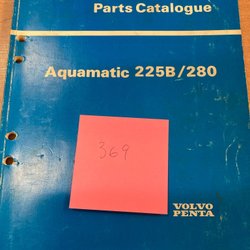 Parts Catalogue
Aquamatic 225B/280
369
VOLVO
PENTA